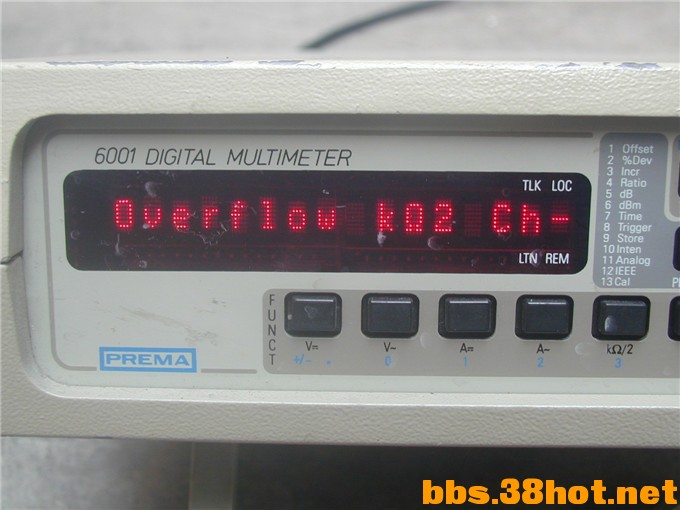 6001 DIGITAL MULTIMETER
TLK LOC
Overflow kΩ2 Ch-
LTN REM
1 Offset
2 %Dev
3 Incr
4 Ratio
5 dB
6 dBm
7 Time
8 Trigger
9 Store
10 Inten
11 Analog
12 IEEE
13 Cal
FUNCT
V= V~ A= A~ kΩ/2
+/- . 0 1 2 3
PREMA
bbs.38hot.net